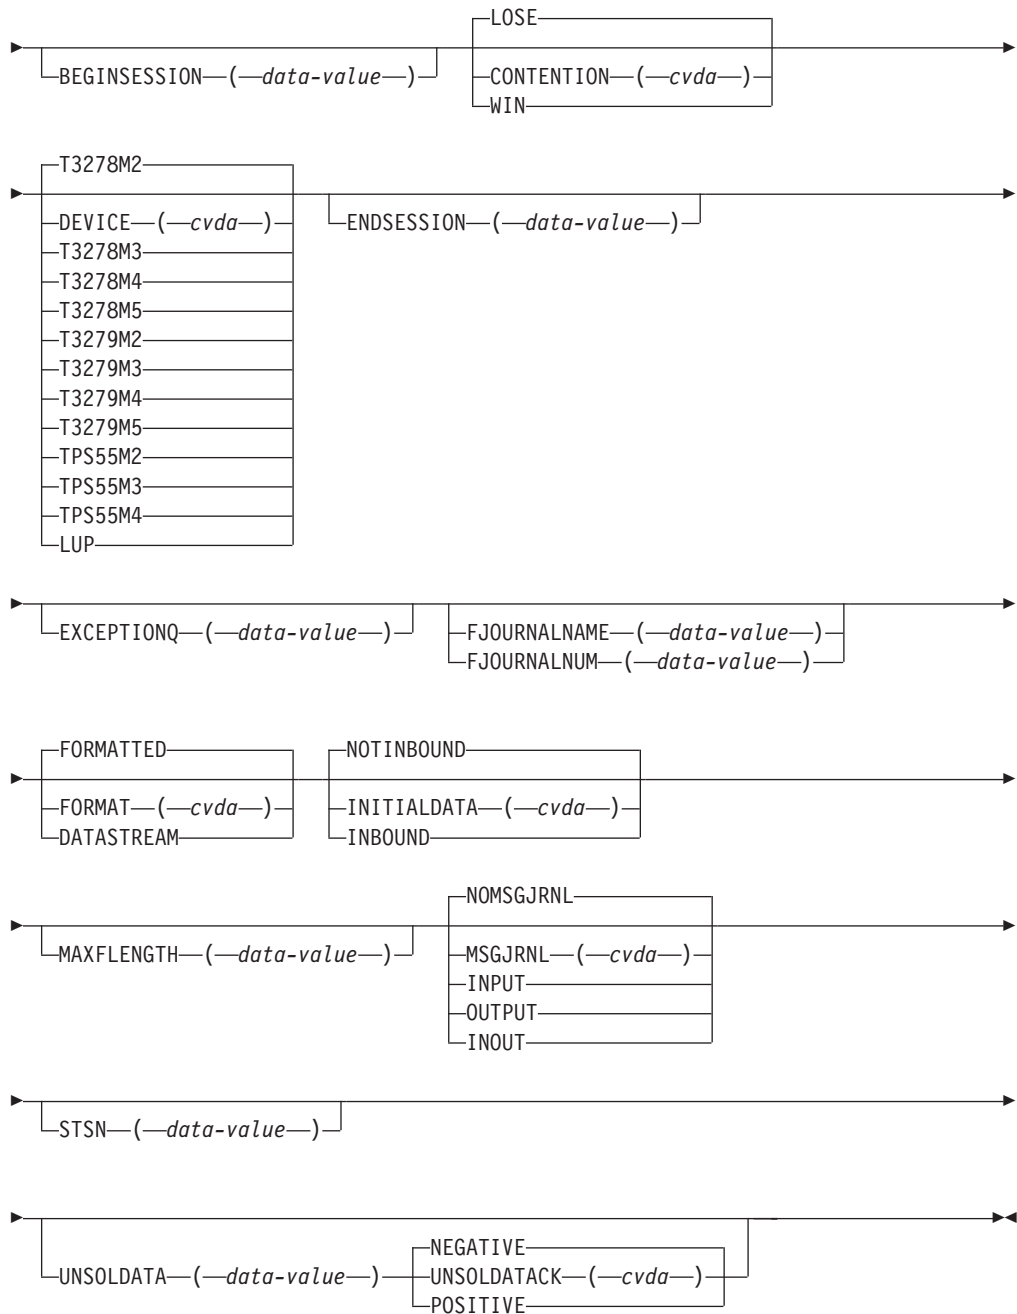 LOSE
BEGINSESSION (data-value) CONTENTION (cvda)
WIN
T3278M2
DEVICE (cvda) ENDSESSION (data-value)
T3278M3
T3278M4
T3278M5
T3279M2
T3279M3
T3279M4
T3279M5
TPS55M2
TPS55M3
TPS55M4
LUP
EXCEPTIONQ (data-value) FJOURNALNAME (data-value)
FJOURNALNUM (data-value)
FORMATTED NOTINBOUND
FORMAT (cvda) INITIALDATA (cvda)
DATASTREAM INBOUND
NOMSGJRNL
MAXFLENGTH (data-value) MSGJRNL (cvda)
INPUT
OUTPUT
INOUT
STSN (data-value)
NEGATIVE
UNSOLDATA (data-value) UNSOLDATACK (cvda)
POSITIVE